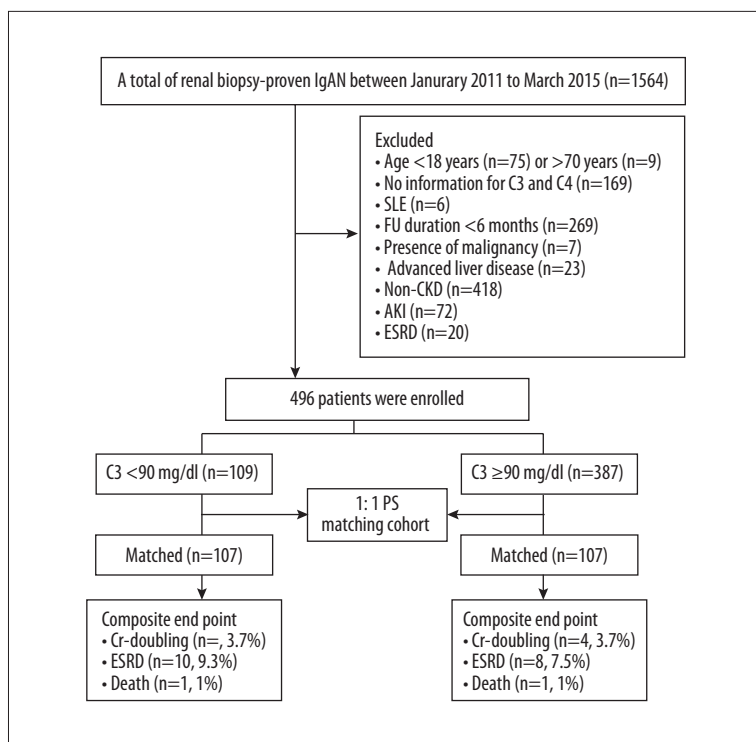 A total of renal biopsy-proven IgAN between Janurary 2011 to March 2015 (n=1564)
Excluded
• Age <18 years (n=75) or >70 years (n=9)
• No information for C3 and C4 (n=169)
• SLE (n=6)
• FU duration <6 months (n=269)
• Presence of malignancy (n=7)
• Advanced liver disease (n=23)
• Non-CKD (n=418)
• AKI (n=72)
• ESRD (n=20)
496 patients were enrolled
C3 <90 mg/dl (n=109)
C3 ≥90 mg/dl (n=387)
1: 1 PS
matching cohort
Matched (n=107)
Matched (n=107)
Composite end point
• Cr-doubling (n=, 3.7%)
• ESRD (n=10, 9.3%)
• Death (n=1, 1%)
Composite end point
• Cr-doubling (n=4, 3.7%)
• ESRD (n=8, 7.5%)
• Death (n=1, 1%)